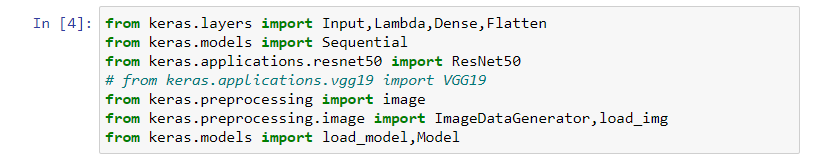 In [4]: from keras.layers import Input,Lambda,Dense,Flatten
from keras.models import Sequential
from keras.applications.resnet50 import ResNet50
# from keras.applications.vgg19 import VGG19
from keras.preprocessing import image
from keras.preprocessing.image import ImageDataGenerator,load_img
from keras.models import load_model,Model